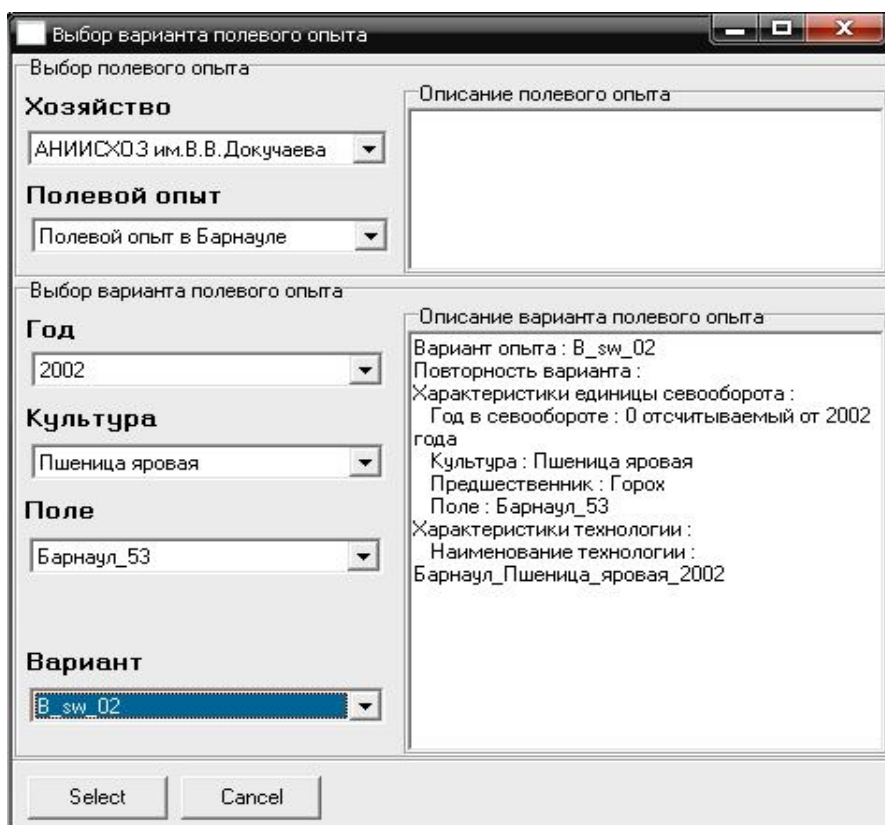 Выбор варианта полевого опыта
Выбор полевого опыта
Хозяйство
АНИИСХОЗ им.В.В.Докучаева
Полевой опыт
Полевой опыт в Барнауле
Описание полевого опыта
Выбор варианта полевого опыта
Год
2002
Культура
Пшеница яровая
Поле
Барнаул_53
Вариант
B_sw_02
Описание варианта полевого опыта
Вариант опыта : B_sw_02
Повторность варианта :
Характеристики единицы севооборота :
Год в севообороте : 0 отсчитываемый от 2002
года
Культура : Пшеница яровая
Предшественник : Горох
Поле : Барнаул_53
Характеристики технологии :
Наименование технологии :
Барнаул_Пшеница_яровая_2002
Select
Cancel